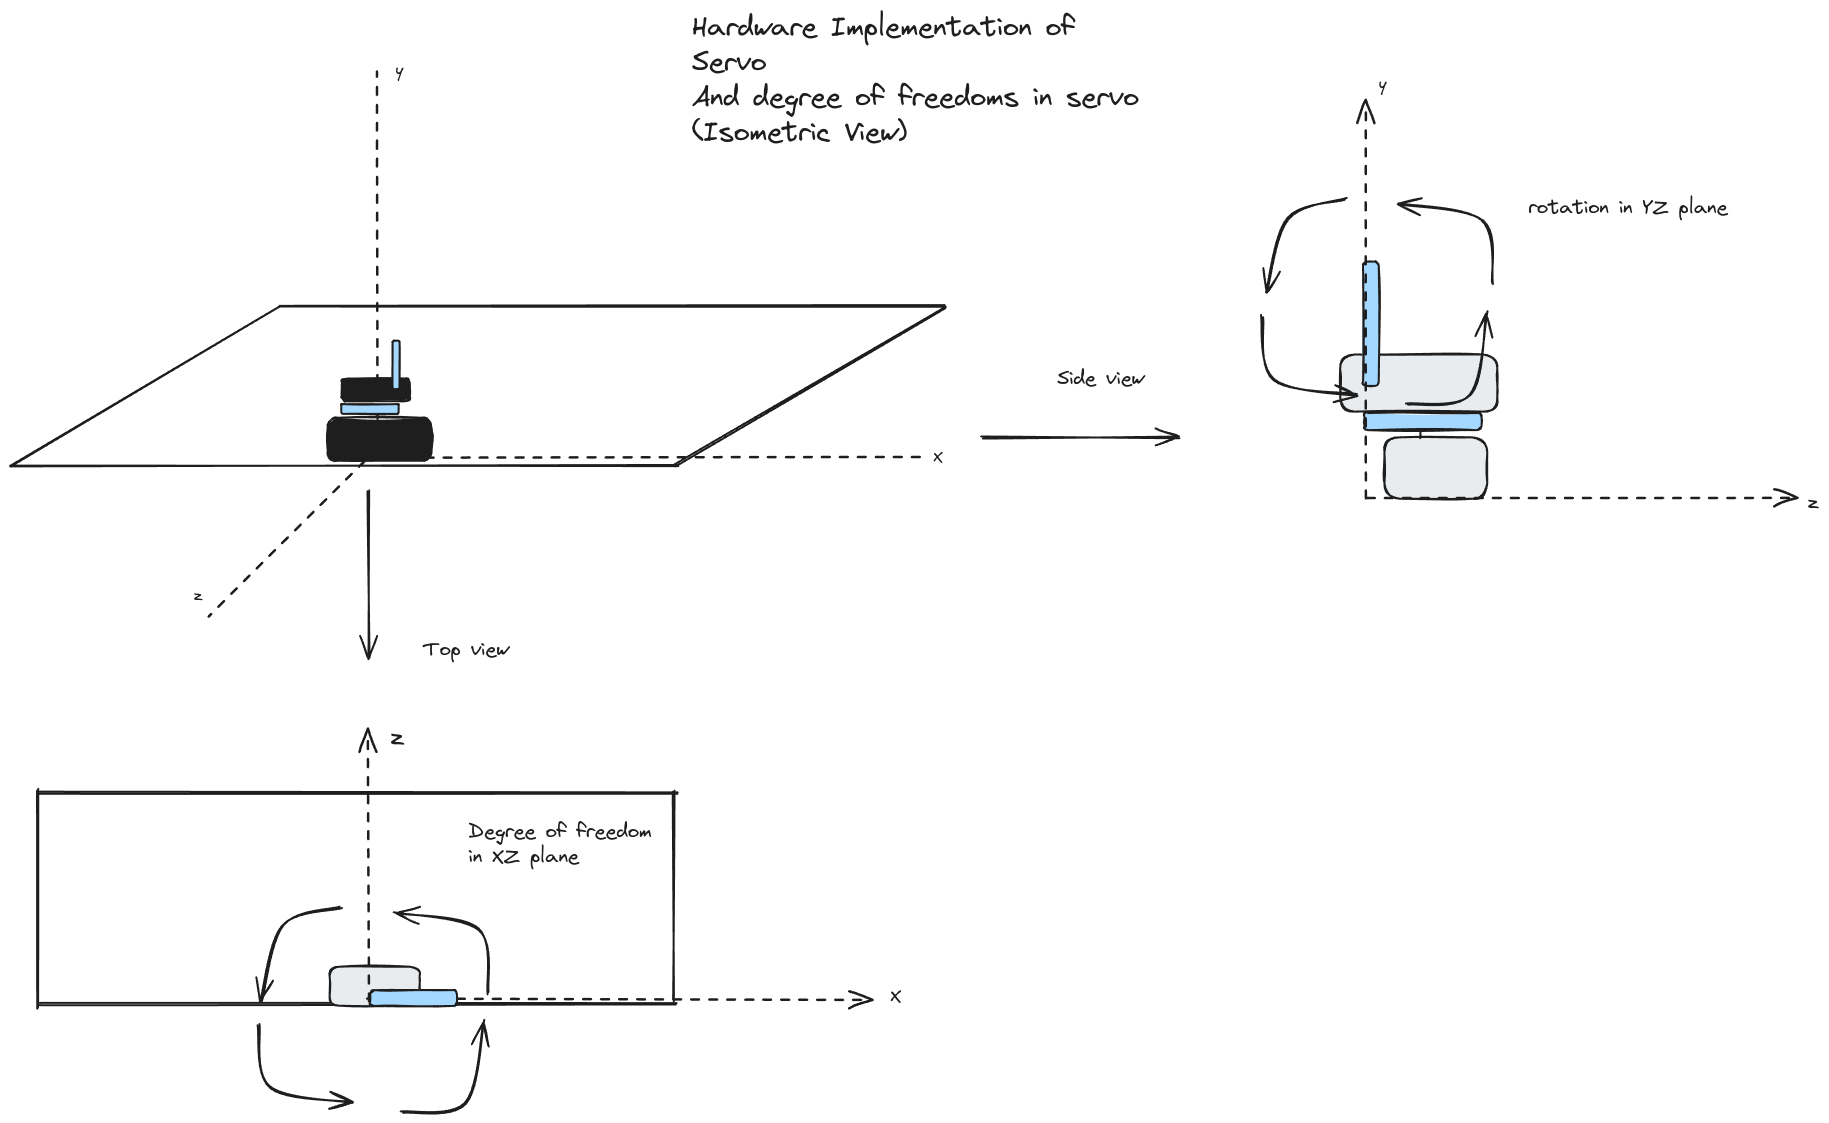 Hardware Implementation of
Servo
And degree of freedoms in servo
(Isometric View)
y
y
rotation in YZ plane
Side view
x
z
z
Top view
z
Degree of freedom
in XZ plane
x